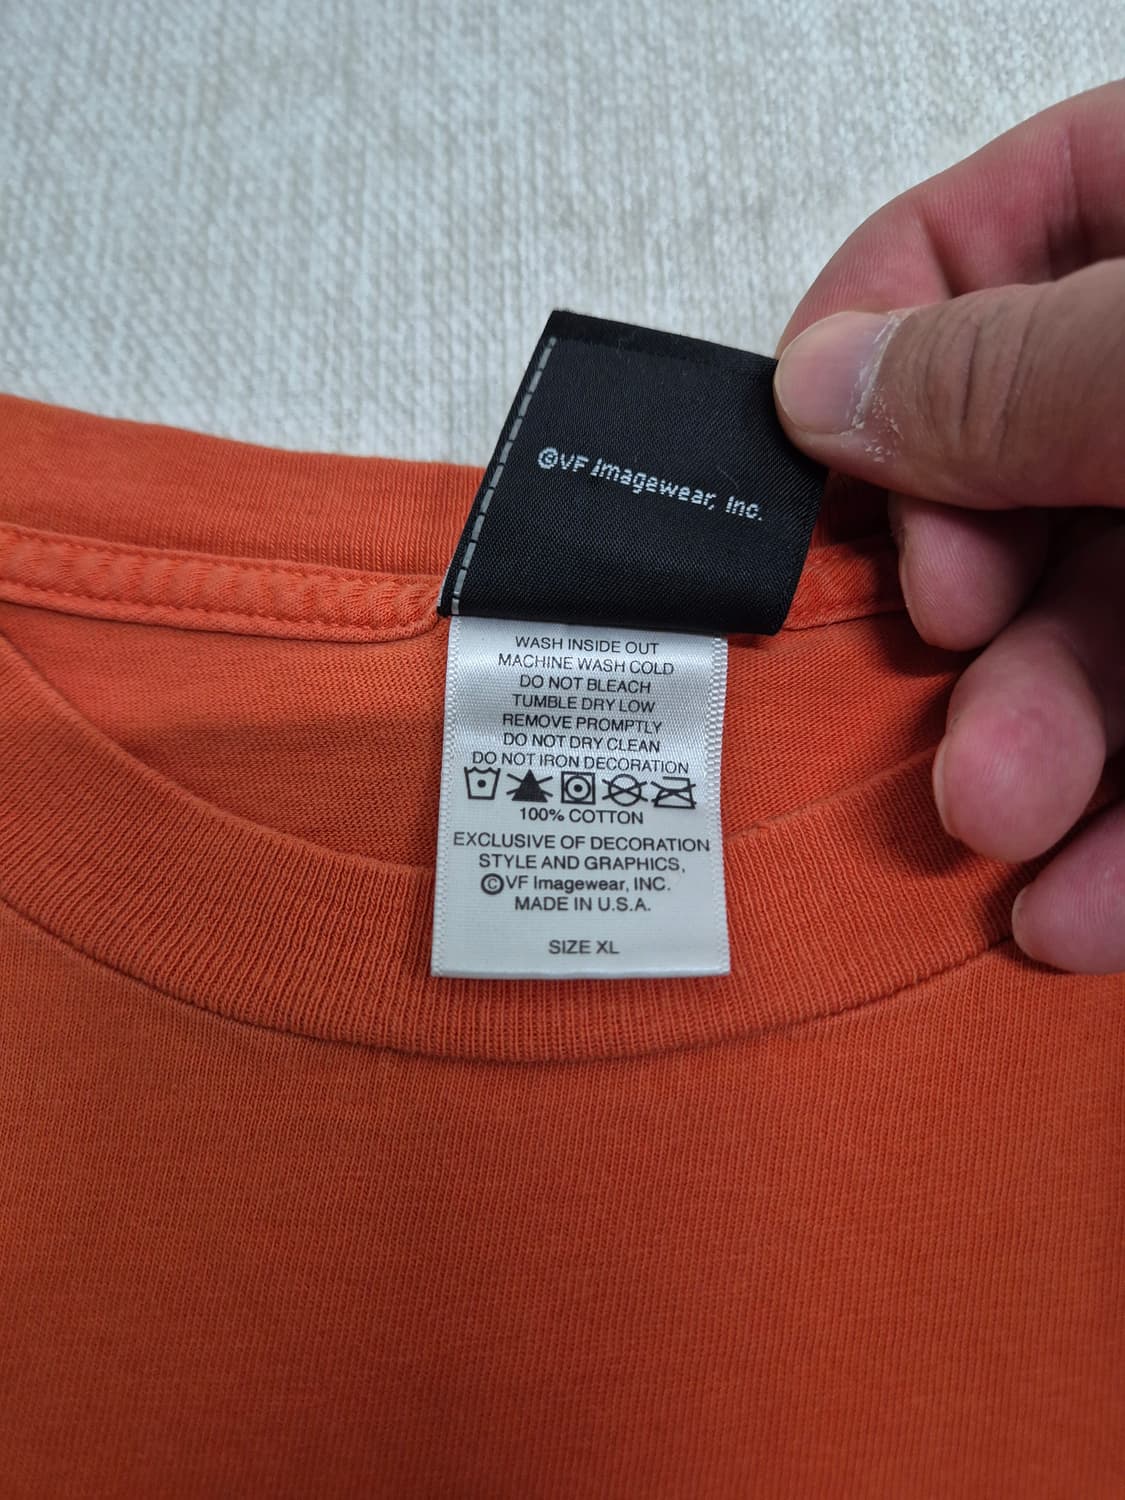 ©VF Imagewear, Inc.
WASH INSIDE OUT
MACHINE WASH COLD
DO NOT BLEACH
TUMBLE DRY LOW
REMOVE PROMPTLY
DO NOT DRY CLEAN
DO NOT IRON DECORATION
100% COTTON
EXCLUSIVE OF DECORATION
STYLE AND GRAPHICS,
©VF Imagewear, INC.
MADE IN U.S.A.
SIZE XL